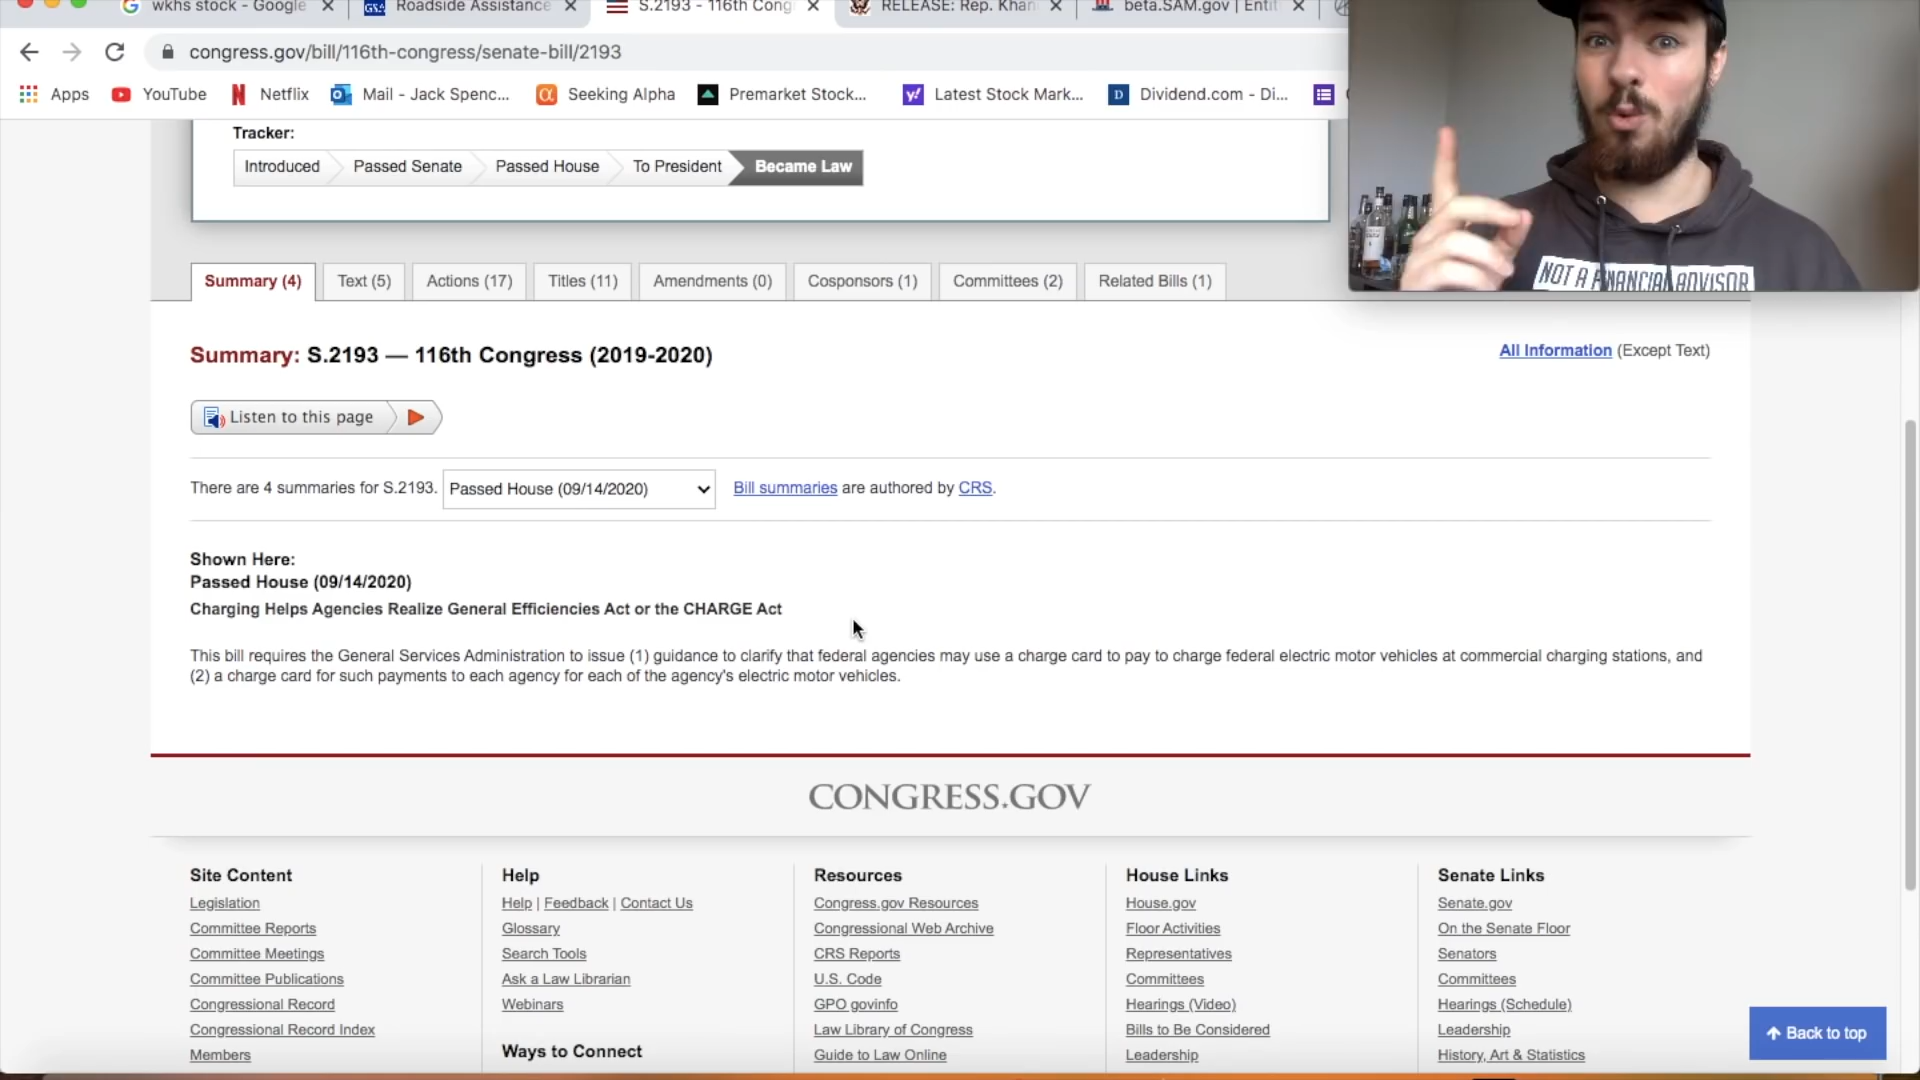 wkhs stock - Google
Roadside Assistance
S.2193 - 116th Cong
RELEASE: Rep. Khan
beta.SAM.gov | Enti
congress.gov/bill/116th-congress/senate-bill/2193
Apps
YouTube
Netflix
Mail - Jack Spenc...
Seeking Alpha
Premarket Stock...
Latest Stock Mark...
Dividend.com - Di...
NOT A FINANCIAL ADVISOR
Tracker:
Introduced
Passed Senate
Passed House
To President
Became Law
Summary (4)
Text (5)
Actions (17)
Titles (11)
Amendments (0)
Cosponsors (1)
Committees (2)
Related Bills (1)
Summary: S.2193 — 116th Congress (2019-2020)
All Information (Except Text)
Listen to this page
There are 4 summaries for S.2193. Passed House (09/14/2020) Bill summaries are authored by CRS.
Shown Here:
Passed House (09/14/2020)
Charging Helps Agencies Realize General Efficiencies Act or the CHARGE Act
This bill requires the General Services Administration to issue (1) guidance to clarify that federal agencies may use a charge card to pay to charge federal electric motor vehicles at commercial charging stations, and
(2) a charge card for such payments to each agency for each of the agency's electric motor vehicles.
CONGRESS.GOV
Site Content
Legislation
Committee Reports
Committee Meetings
Committee Publications
Congressional Record
Congressional Record Index
Members
Help
Help | Feedback | Contact Us
Glossary
Search Tools
Ask a Law Librarian
Webinars
Ways to Connect
Resources
Congress.gov Resources
Congressional Web Archive
CRS Reports
U.S. Code
GPO govinfo
Law Library of Congress
Guide to Law Online
House Links
House.gov
Floor Activities
Representatives
Committees
Hearings (Video)
Bills to Be Considered
Leadership
Senate Links
Senate.gov
On the Senate Floor
Senators
Committees
Hearings (Schedule)
Leadership
History, Art & Statistics
Back to top